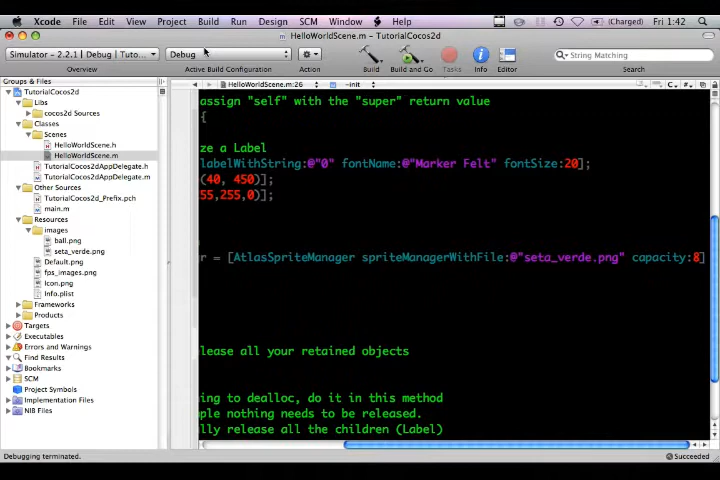 Xcode File Edit View Project Build Run Design SCM Window Help (Charged) Fri 1:42
HelloWorldScene.m - TutorialCocos2d
Simulator - 2.2.1 | Debug | Tuto...
Debug
String Matching
Overview Active Build Configuration Action Build Build and Go Tasks Info Editor Search
Groups & Files
HelloWorldScene.m:26 -init
TutorialCocos2d
Libs
cocos2d Sources
Classes
Scenes
HelloWorldScene.h
HelloWorldScene.m
TutorialCocos2dAppDelegate.h
TutorialCocos2dAppDelegate.m
Other Sources
TutorialCocos2d_Prefix.pch
main.m
Resources
images
ball.png
seta_verde.png
Default.png
fps_images.png
Icon.png
Info.plist
Frameworks
Products
Targets
Executables
Errors and Warnings
Find Results
Bookmarks
SCM
Project Symbols
Implementation Files
NIB Files
assign "self" with the "super" return value
{
ze a Label
labelWithString:@"0" fontName:@"Marker Felt" fontSize:20];
(40, 450)];
55,255,0)];
r = [AtlasSpriteManager spriteManagerWithFile:@"seta_verde.png" capacity:8]
lease all your retained objects
ing to dealloc, do it in this method
ple nothing needs to be released.
lly release all the children (Label)
Debugging terminated.
Succeeded